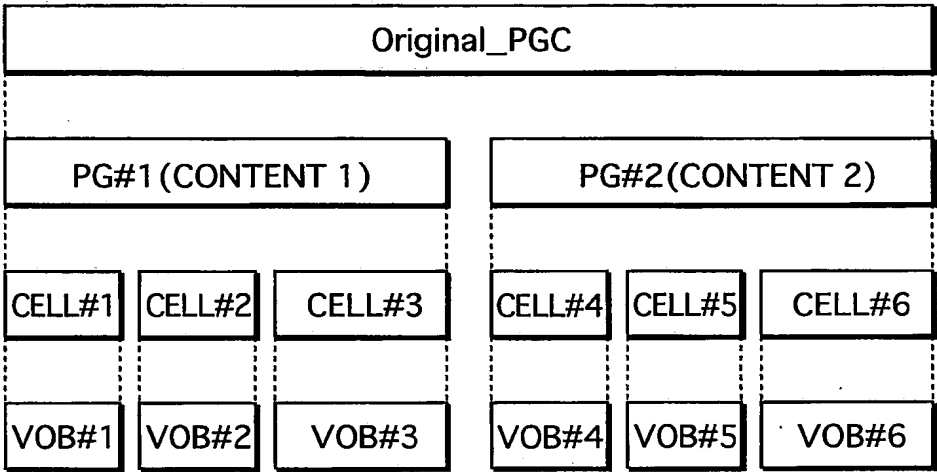 Original_PGC
PG#1(CONTENT 1) PG#2(CONTENT 2)
CELL#1 CELL#2 CELL#3 CELL#4 CELL#5 CELL#6
VOB#1 VOB#2 VOB#3 VOB#4 VOB#5 VOB#6